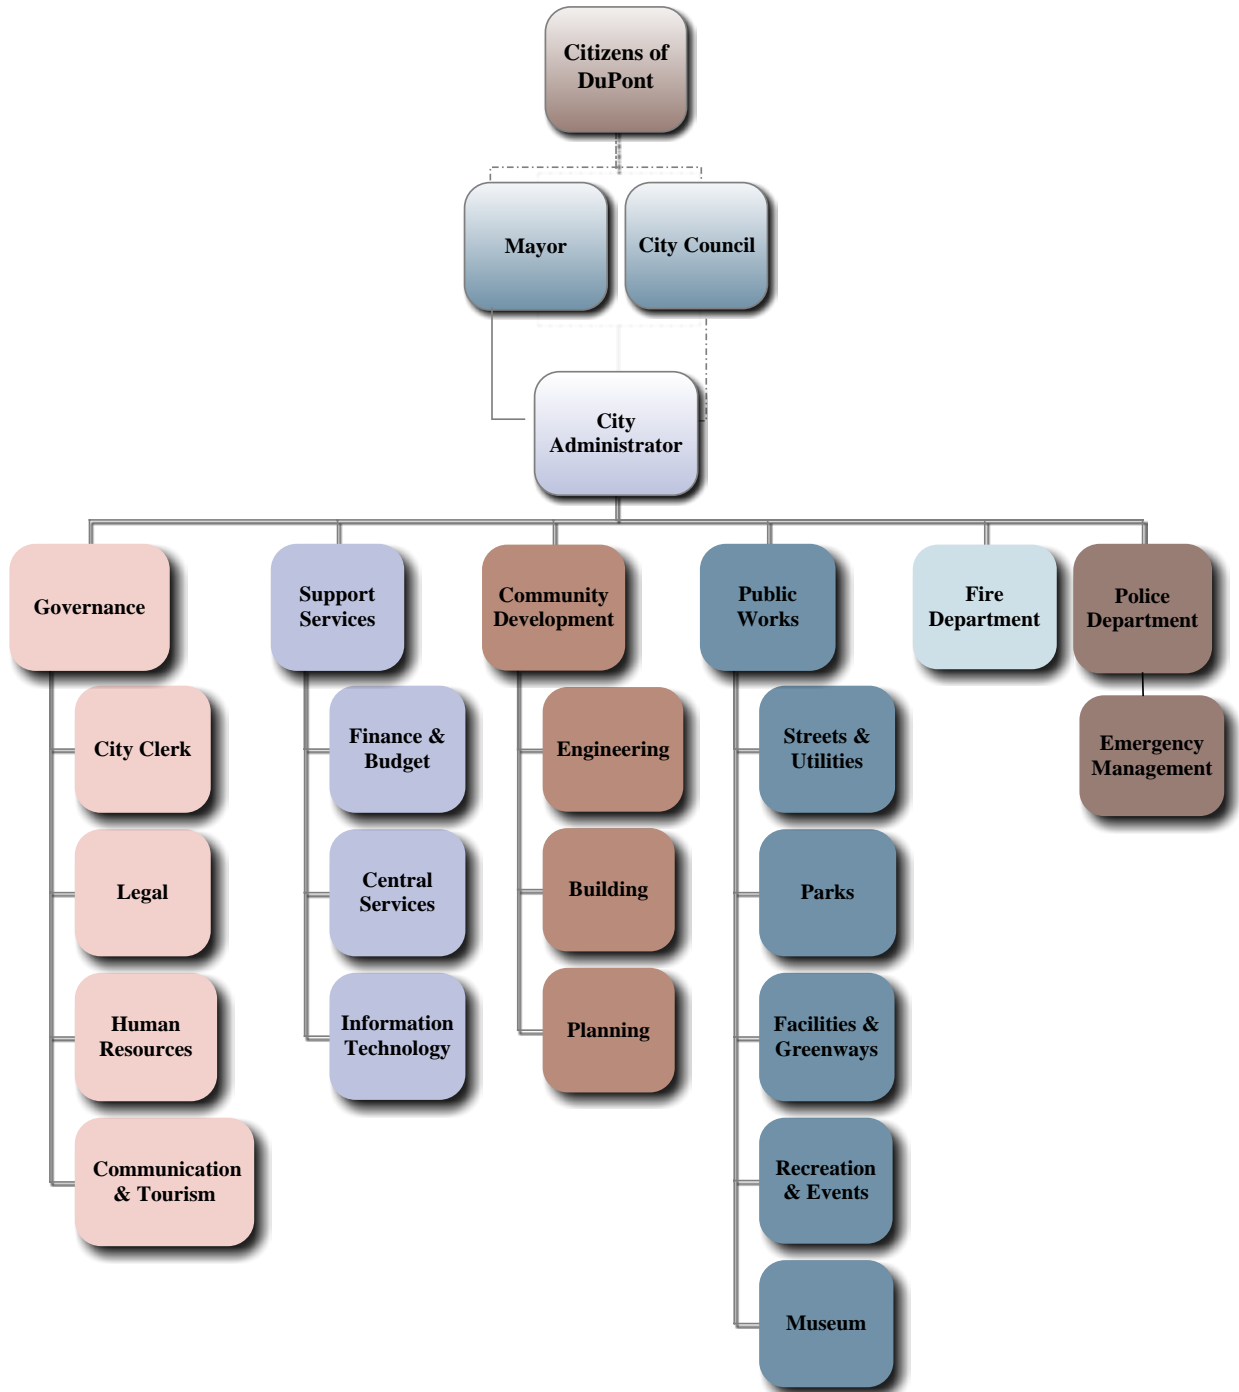 Citizens of
DuPont
Mayor
City Council
City
Administrator
Governance
Support
Services
Community
Development
Public
Works
Fire
Department
Police
Department
City Clerk
Legal
Human
Resources
Communication
& Tourism
Finance &
Budget
Central
Services
Information
Technology
Engineering
Building
Planning
Streets &
Utilities
Parks
Facilities &
Greenways
Recreation
& Events
Museum
Emergency
Management